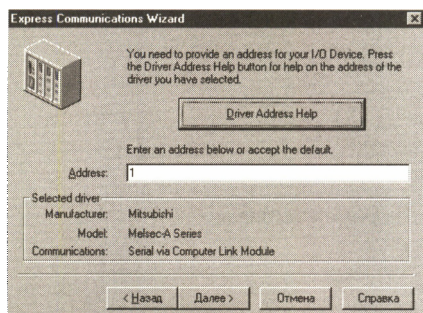 Express Communications Wizard
You need to provide an address for your I/O Device. Press
the Driver Address Help button for help on the address of the
driver you have selected.
Driver Address Help
Enter an address below or accept the default.
Address: 1
Selected driver
Manufacturer: Mitsubishi
Model: Melsec-A Series
Communications: Serial via Computer Link Module
< Назад Далее > Отмена Справка